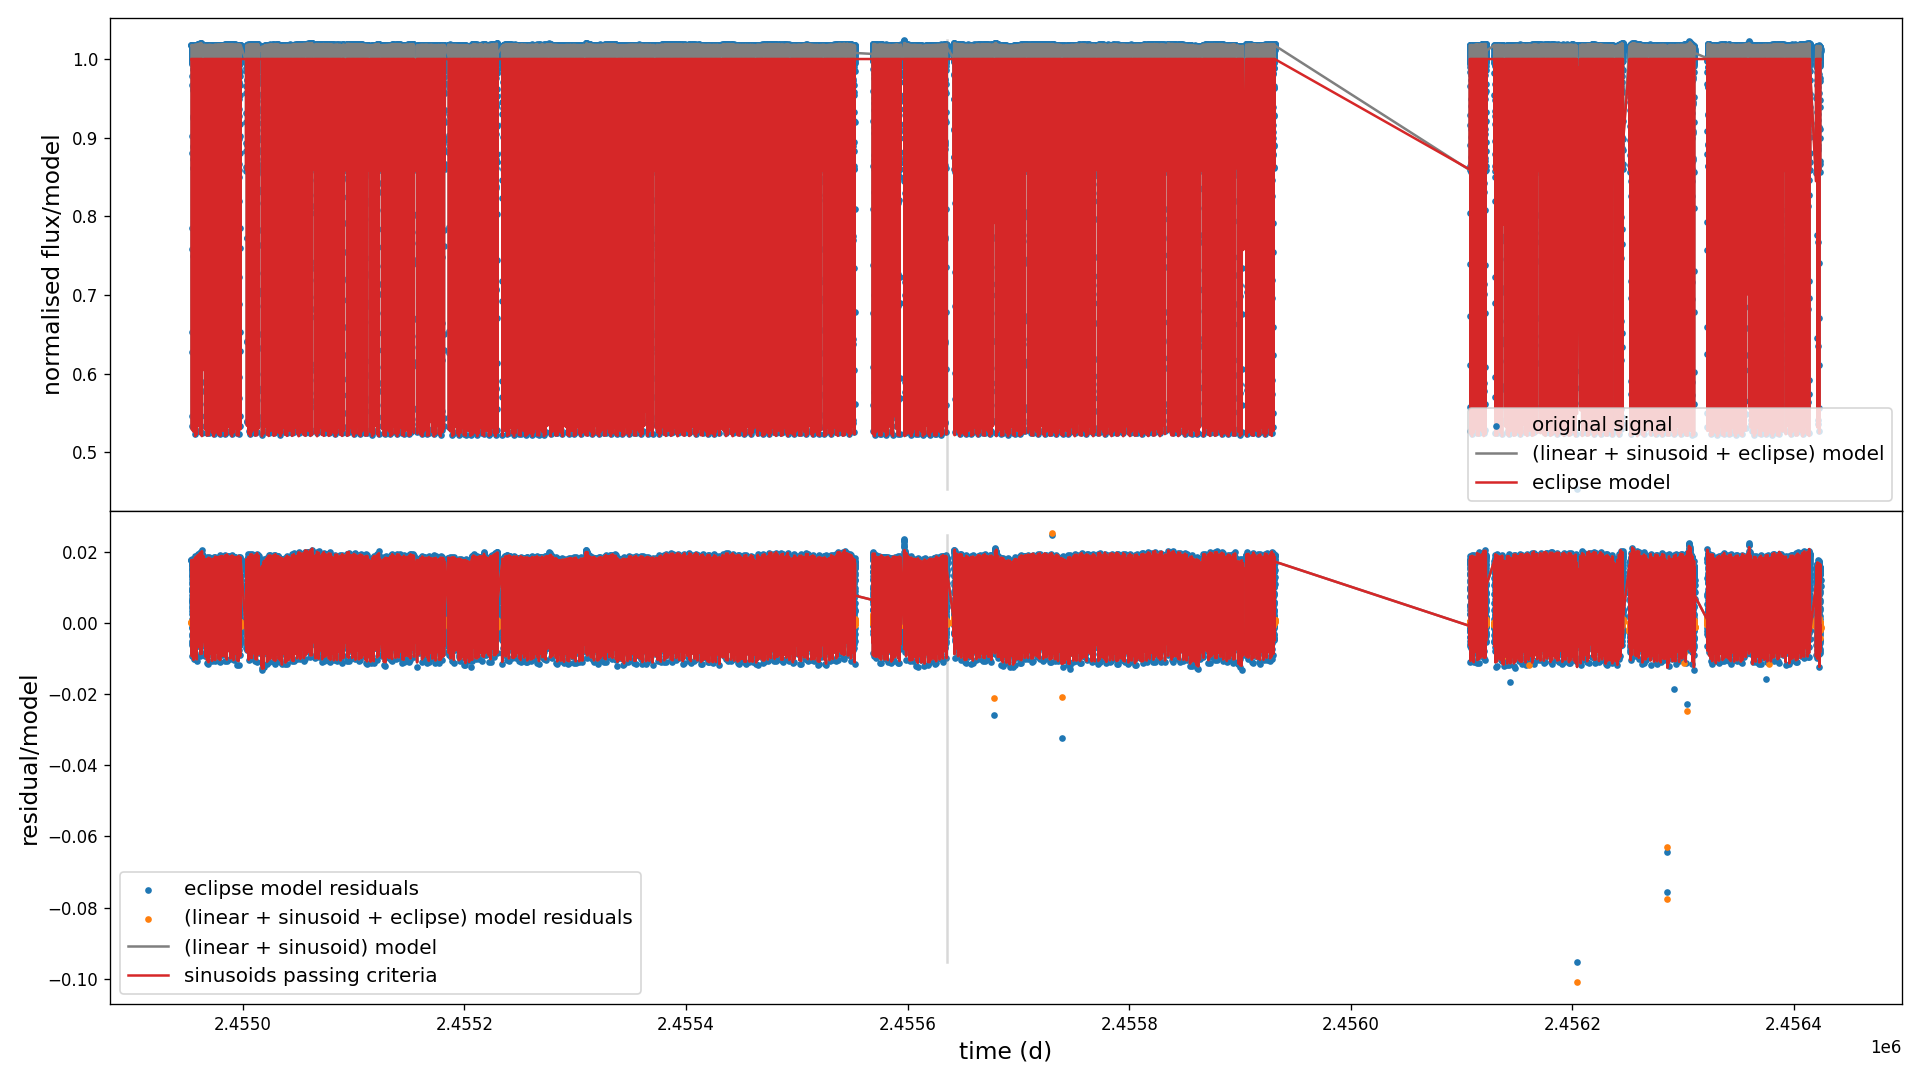 normalised flux/model
1.0
0.9
0.8
0.7
0.6
0.5
original signal
(linear + sinusoid + eclipse) model
eclipse model
residual/model
0.02
0.00
−0.02
−0.04
−0.06
−0.08
−0.10
eclipse model residuals
(linear + sinusoid + eclipse) model residuals
(linear + sinusoid) model
sinusoids passing criteria
2.4550 2.4552 2.4554 2.4556 2.4558 2.4560 2.4562 2.4564
time (d)
1e6